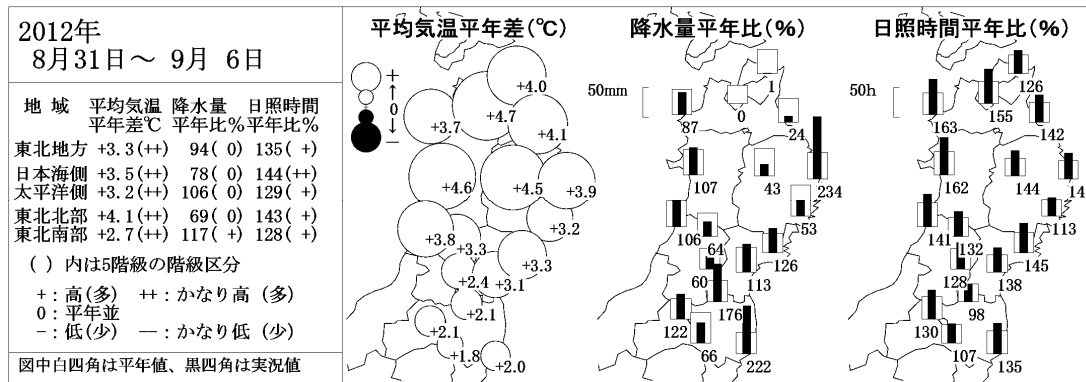 2012年
8月31日～ 9月 6日
地 域 平均気温 降水量 日照時間
平年差℃ 平年比% 平年比%
東北地方 +3.3(++) 94( 0) 135( +)
日本海側 +3.5(++) 78( 0) 144(++)
太平洋側 +3.2(++) 106( 0) 129( +)
東北北部 +4.1(++) 69( 0) 143( +)
東北南部 +2.7(++) 117( +) 128( +)
( ) 内は5階級の階級区分
+：高(多) ++：かなり高 (多)
0：平年並
−：低(少) −−：かなり低 (少)
図中白四角は平年値、黒四角は実況値
平均気温平年差(℃)
+
↑
0
↓
−
+4.0
+4.7
+3.7
+4.1
+4.6
+4.5
+3.9
+3.2
+3.8
+3.3
+3.3
+2.4
+3.1
+2.1
+2.1
+1.8
+2.0
降水量平年比(%)
50mm
1
0
87
24
107
43
234
53
106
64
126
60
113
176
122
66
222
日照時間平年比(%)
50h
126
155
163
142
162
144
14
113
141
132
145
128
138
98
130
107
135